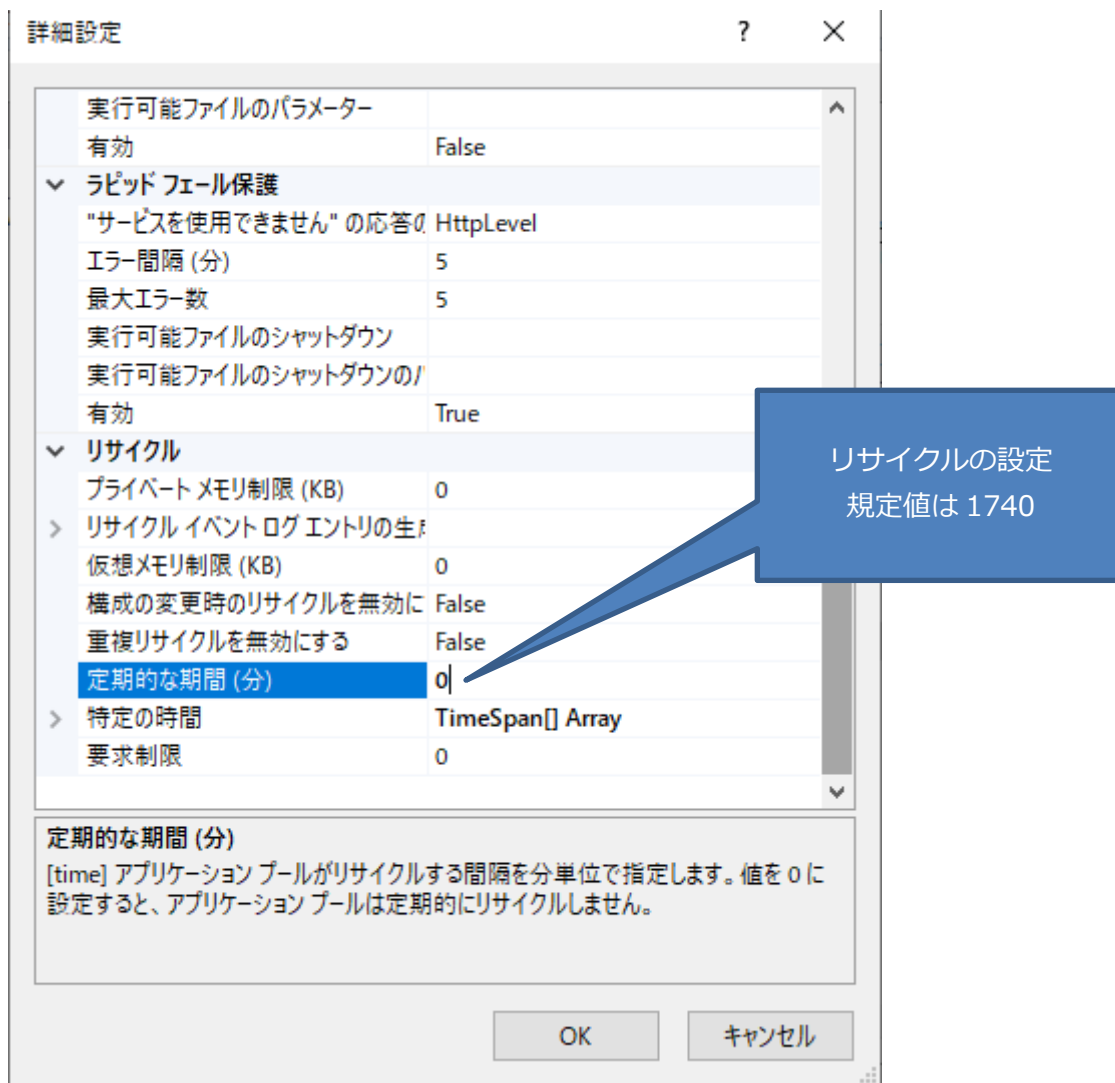 詳細設定
?
実行可能ファイルのパラメーター
有効 False
ラピッド フェール保護
"サービスを使用できません" の応答の HttpLevel
エラー間隔 (分) 5
最大エラー数 5
実行可能ファイルのシャットダウン
実行可能ファイルのシャットダウンのパ
有効 True
リサイクル
プライベート メモリ制限 (KB) 0
リサイクル イベント ログ エントリの生成
仮想メモリ制限 (KB) 0
構成の変更時のリサイクルを無効に False
重複リサイクルを無効にする False
定期的な期間 (分) 0
特定の時間 TimeSpan[] Array
要求制限 0
リサイクルの設定
規定値は 1740
定期的な期間 (分)
[time] アプリケーション プールがリサイクルする間隔を分単位で指定します。値を 0 に
設定すると、アプリケーション プールは定期的にリサイクルしません。
OK キャンセル